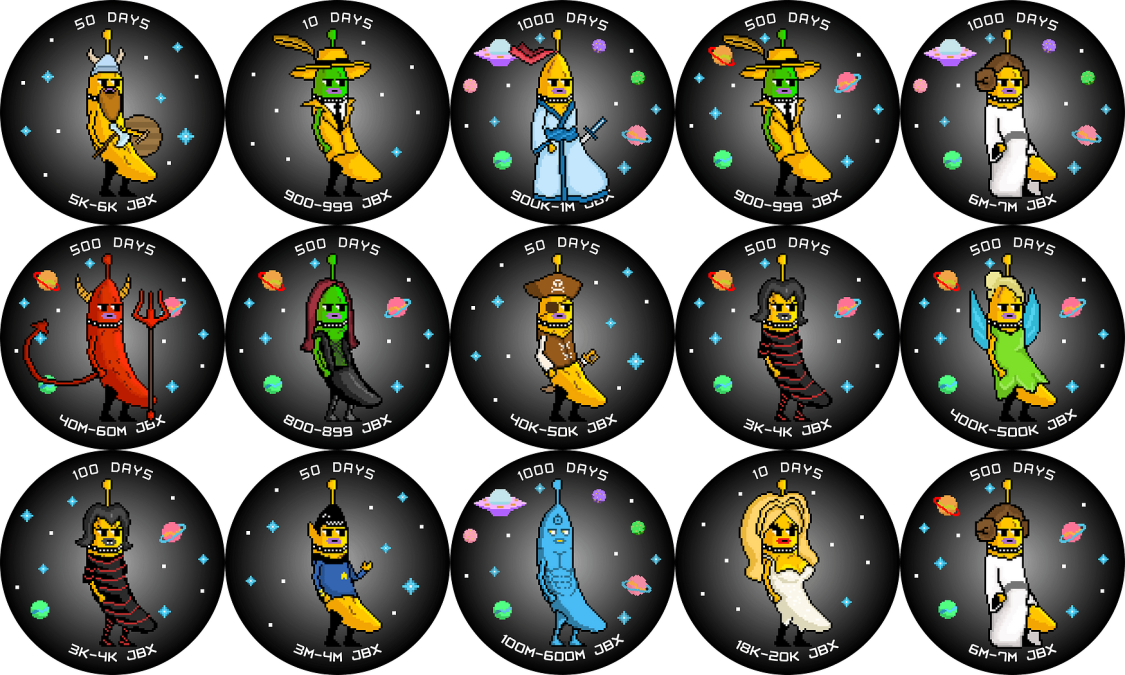 50 DAYS
5K-6K JBX
10 DAYS
900-999 JBX
1000 DAYS
900K-1M JBX
500 DAYS
900-999 JBX
1000 DAYS
6M-7M JBX
500 DAYS
40M-60M JBX
500 DAYS
800-899 JBX
50 DAYS
40K-50K JBX
500 DAYS
3K-4K JBX
500 DAYS
400K-500K JBX
100 DAYS
3K-4K JBX
50 DAYS
3M-4M JBX
1000 DAYS
100M-600M JBX
10 DAYS
18K-20K JBX
500 DAYS
6M-7M JBX